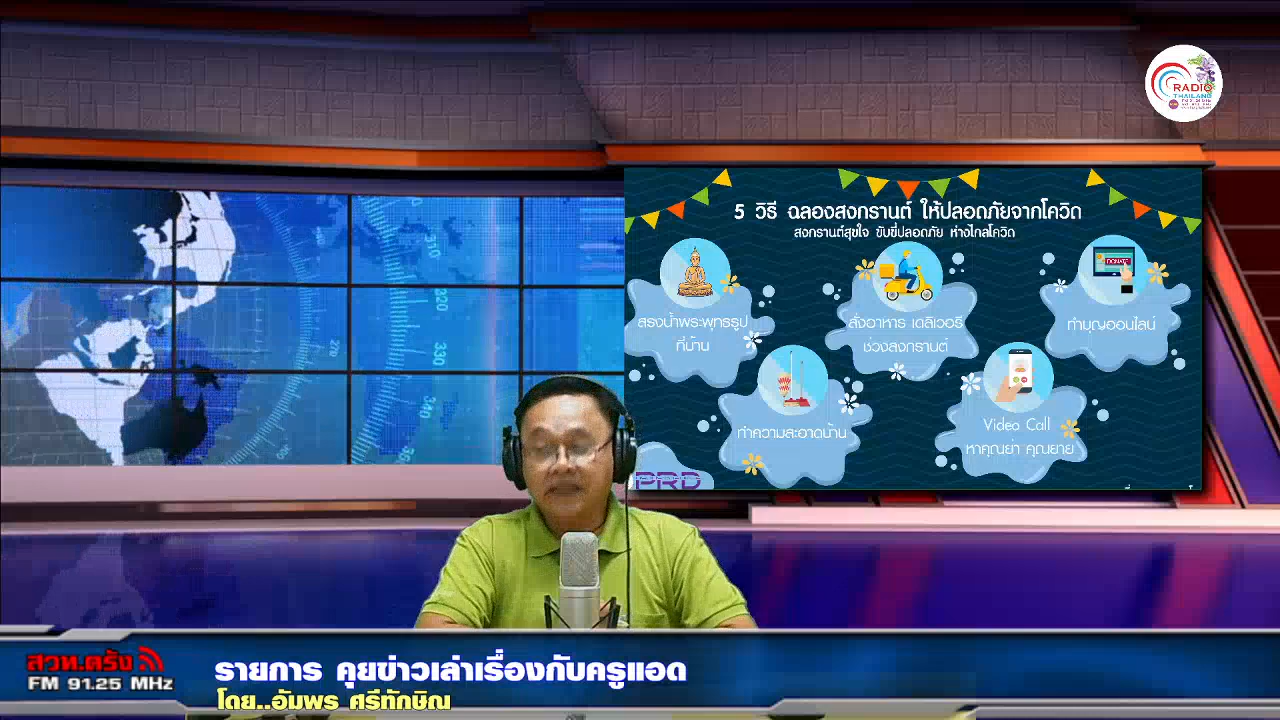 RADIO
THAILAND
5 วิธี ฉลองสงกรานต์ ให้ปลอดภัยจากโควิด
สงกรานต์สุขใจ ขับขี่ปลอดภัย ห่างไกลโควิด
DONATE
สรงน้ำพระพุทธรูป
ที่บ้าน
สั่งอาหาร เดลิเวอรี
ช่วงสงกรานต์
ทำบุญออนไลน์
ทำความสะอาดบ้าน
Video Call
หาคุณย่า คุณยาย
PRD
310
320
330
340
350
360
270
สวท.ตรัง
FM 91.25 MHz
รายการ คุยข่าวเล่าเรื่องกับครูแอด
โดย..อัมพร ศรีทักษิณ